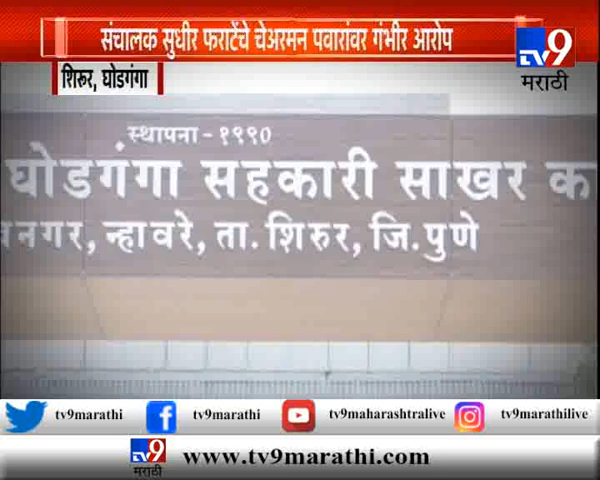 संचालक सुधीर फराटेंचे चेअरमन पवारांवर गंभीर आरोप
tv9
मराठी
शिरूर, घोडगंगा
स्थापना - १९९०
घोडगंगा सहकारी साखर क
नगर, न्हावरे, ता. शिरुर, जि. पुणे
tv9marathi
tv9marathi
tv9maharashtralive
tv9marathilive
tv9
मराठी
www.tv9marathi.com